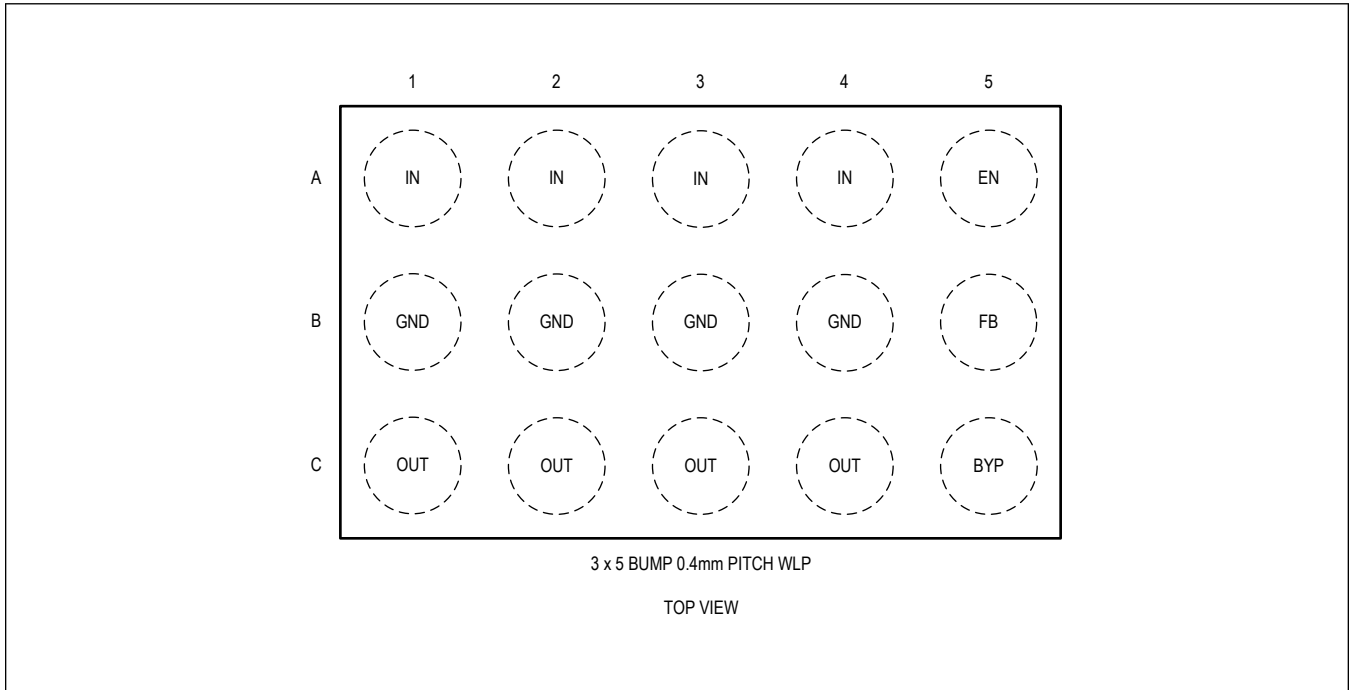 1 2 3 4 5
A IN IN IN IN EN
B GND GND GND GND FB
C OUT OUT OUT OUT BYP
3 x 5 BUMP 0.4mm PITCH WLP
TOP VIEW